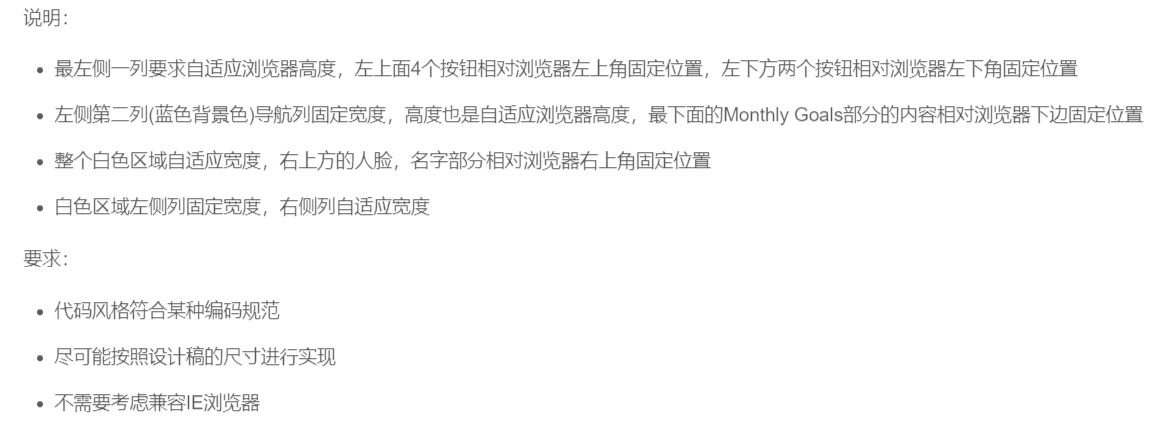 说明：
最左侧一列要求自适应浏览器高度，左上面4个按钮相对浏览器左上角固定位置，左下方两个按钮相对浏览器左下角固定位置
左侧第二列(蓝色背景色)导航列固定宽度，高度也是自适应浏览器高度，最下面的Monthly Goals部分的内容相对浏览器下边固定位置
整个白色区域自适应宽度，右上方的人脸，名字部分相对浏览器右上角固定位置
白色区域左侧列固定宽度，右侧列自适应宽度
要求：
代码风格符合某种编码规范
尽可能按照设计稿的尺寸进行实现
不需要考虑兼容IE浏览器